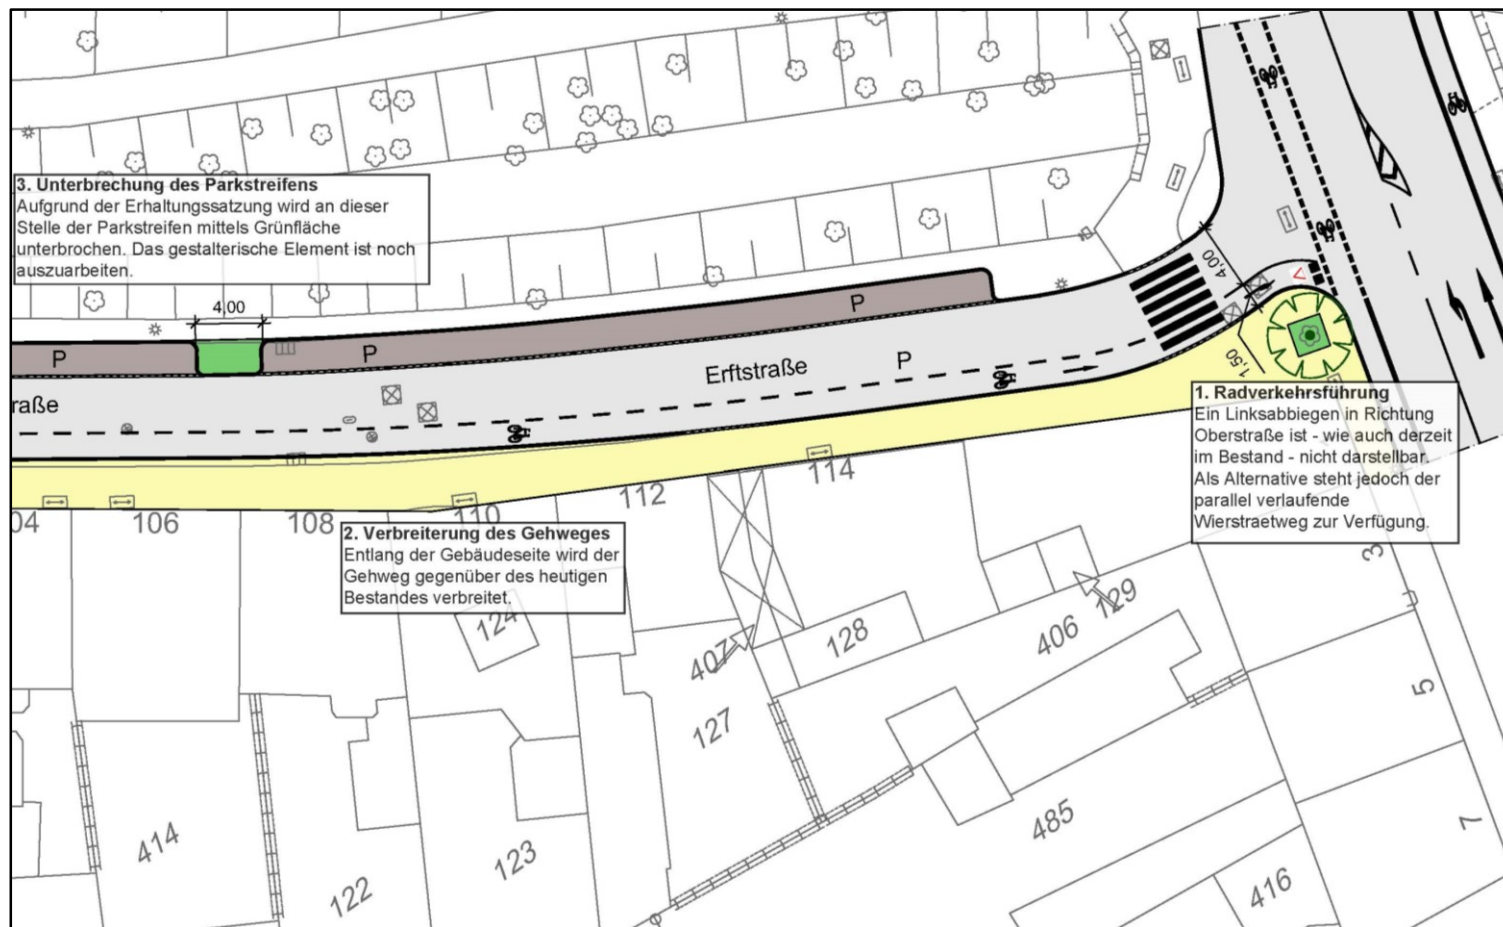 3. Unterbrechung des Parkstreifens
Aufgrund der Erhaltungssatzung wird an dieser
Stelle der Parkstreifen mittels Grünfläche
unterbrochen. Das gestalterische Element ist noch
auszuarbeiten.
4,00
4,00
P
P
P
P
Erftstraße
raße
1,50
1. Radverkehrsführung
Ein Linksabbiegen in Richtung
Oberstraße ist - wie auch derzeit
im Bestand - nicht darstellbar.
Als Alternative steht jedoch der
parallel verlaufende
Wierstraetweg zur Verfügung.
04
106
108
110
112
114
2. Verbreiterung des Gehweges
Entlang der Gebäudeseite wird der
Gehweg gegenüber des heutigen
Bestandes verbreitet.
124
407
128
406
129
127
3
5
7
414
122
123
485
416